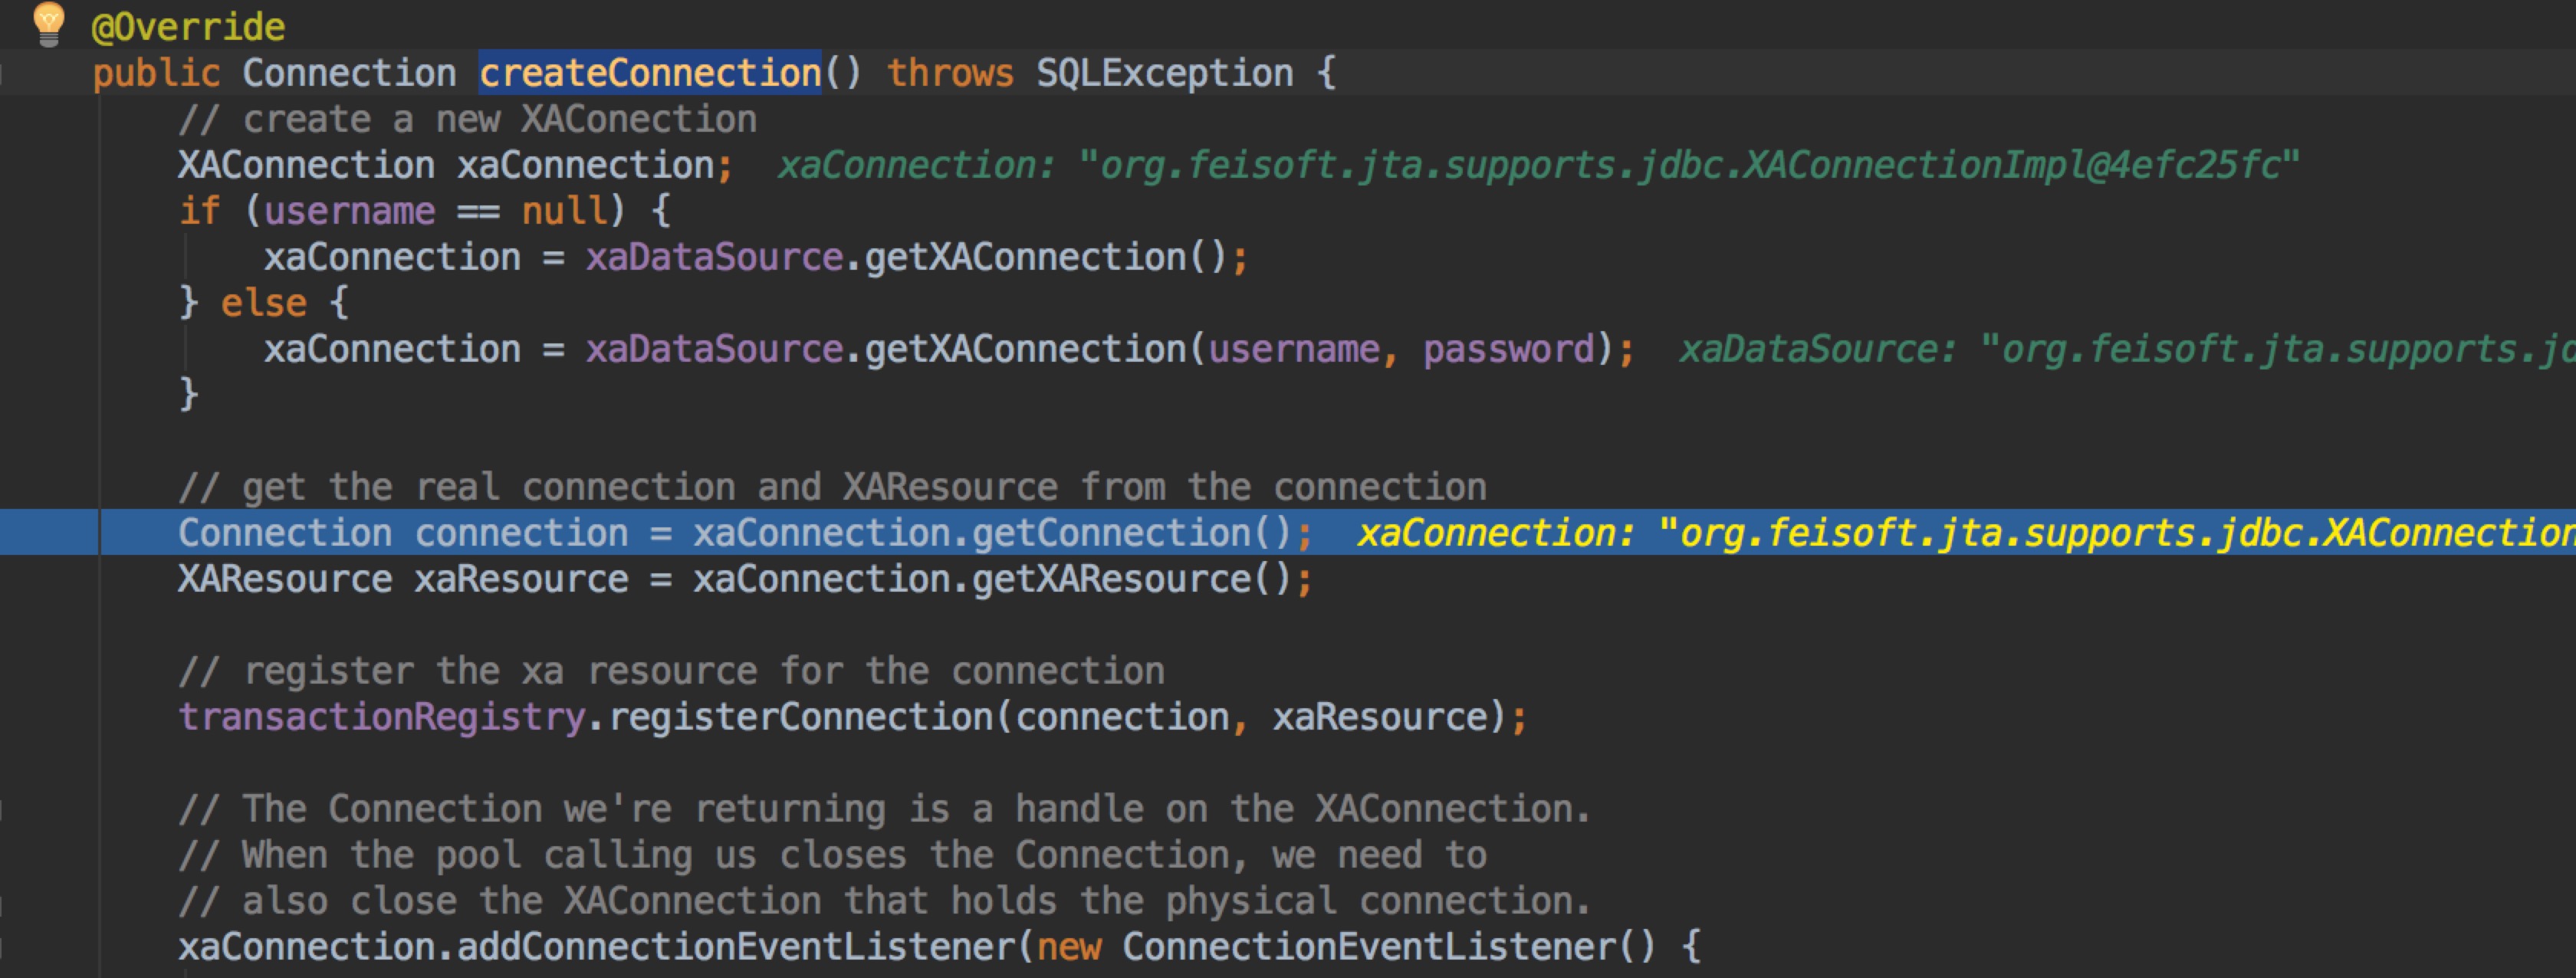 @Override
public Connection createConnection() throws SQLException {
// create a new XAConection
XAConnection xaConnection; xaConnection: "org.feisoft.jta.supports.jdbc.XAConnectionImpl@4efc25fc"
if (username == null) {
xaConnection = xaDataSource.getXAConnection();
} else {
xaConnection = xaDataSource.getXAConnection(username, password); xaDataSource: "org.feisoft.jta.supports.jd
}
// get the real connection and XAResource from the connection
Connection connection = xaConnection.getConnection(); xaConnection: "org.feisoft.jta.supports.jdbc.XAConnection
XAResource xaResource = xaConnection.getXAResource();
// register the xa resource for the connection
transactionRegistry.registerConnection(connection, xaResource);
// The Connection we're returning is a handle on the XAConnection.
// When the pool calling us closes the Connection, we need to
// also close the XAConnection that holds the physical connection.
xaConnection.addConnectionEventListener(new ConnectionEventListener() {